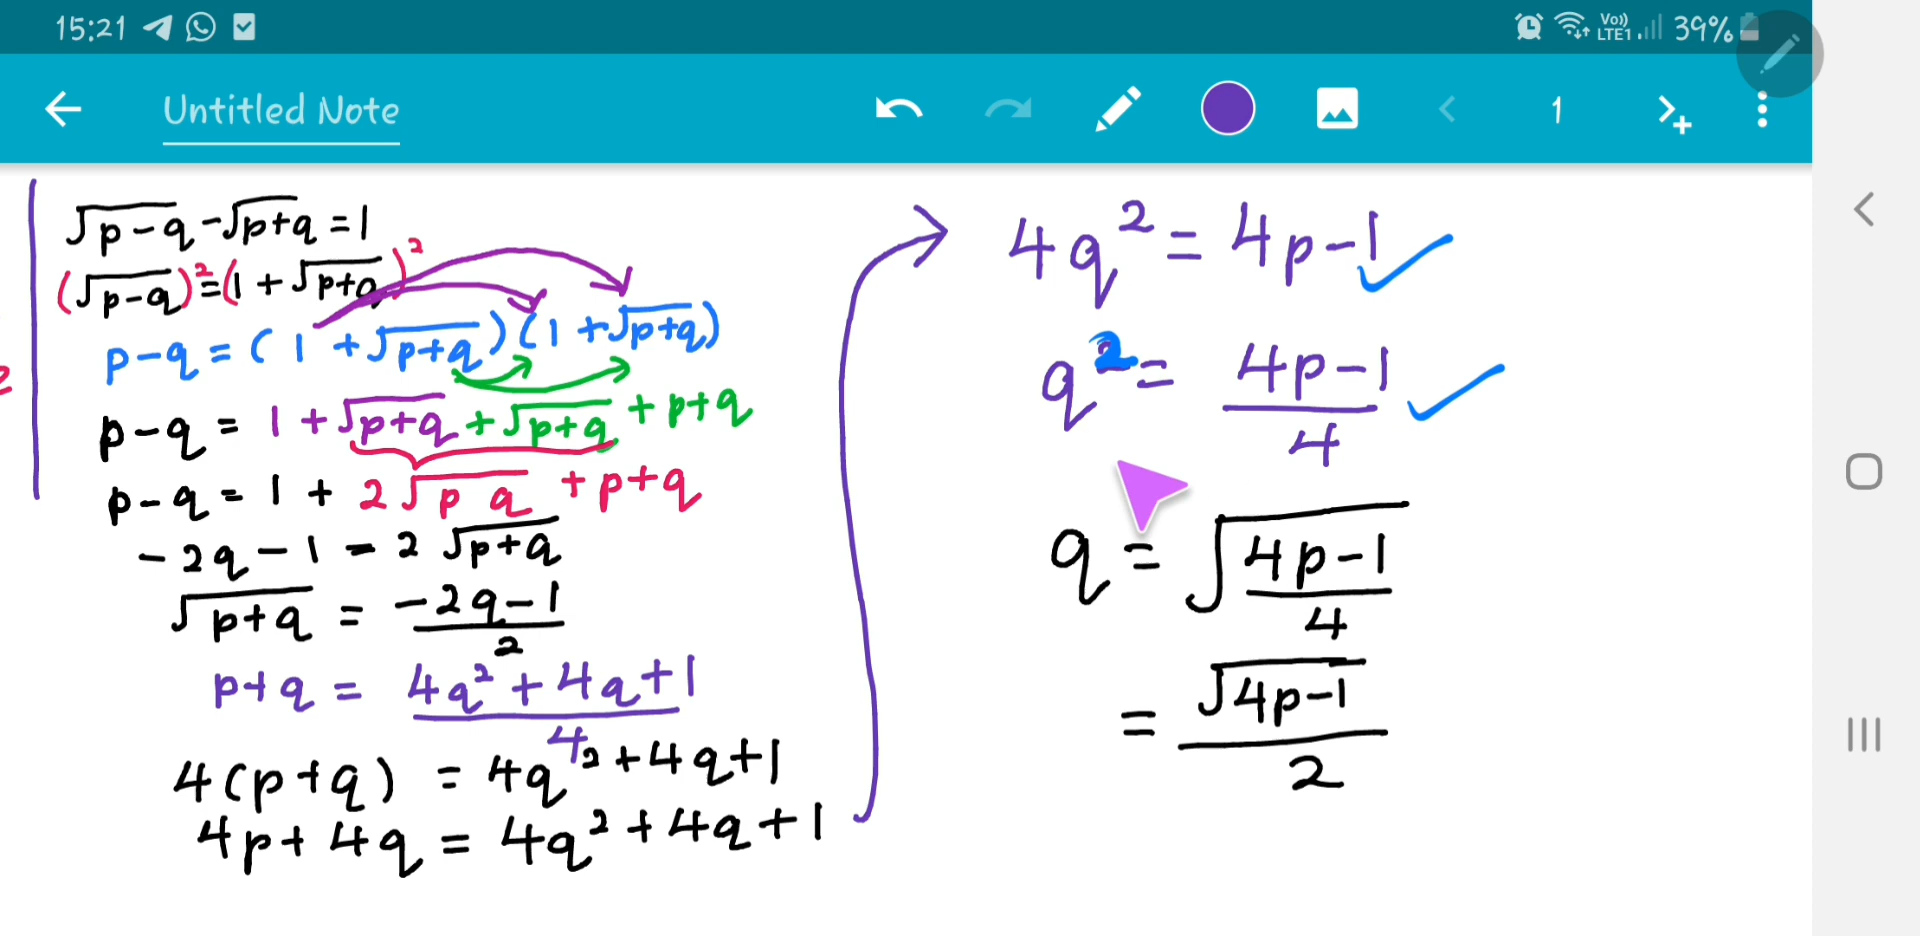 15:21
Vo)) LTE1 39%
Untitled Note
1
√p-q - √p+q = 1
(√p-q)² = (1 + √p+q)²
p-q = (1 + √p+q)(1 + √p+q)
p-q = 1 + √p+q + √p+q + p+q
p-q = 1 + 2√p q + p+q
-2q-1 - 2√p+q
√p+q = -2q-1 / 2
p+q = 4q²+4q+1 / 4
4(p+q) = 4q²+4q+1
4p+4q = 4q²+4q+1
4q² = 4p-1
q² = 4p-1 / 4
q = √4p-1 / 4
= √4p-1 / 2